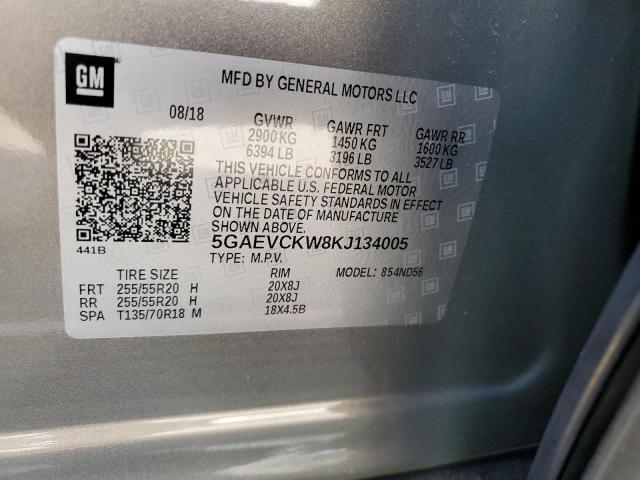 GM
MFD BY GENERAL MOTORS LLC
08/18 GVWR GAWR FRT GAWR RR
2900 KG 1450 KG 1600 KG
6394 LB 3196 LB 3527 LB
THIS VEHICLE CONFORMS TO ALL
APPLICABLE U.S. FEDERAL MOTOR
VEHICLE SAFETY STANDARDS IN EFFECT
ON THE DATE OF MANUFACTURE
SHOWN ABOVE.
5GAEVCKW8KJ134005
441B
TYPE: M.P.V. MODEL: 854ND56
TIRE SIZE RIM
FRT 255/55R20 H 20X8J
RR 255/55R20 H 20X8J
SPA T135/70R18 M 18X4.5B